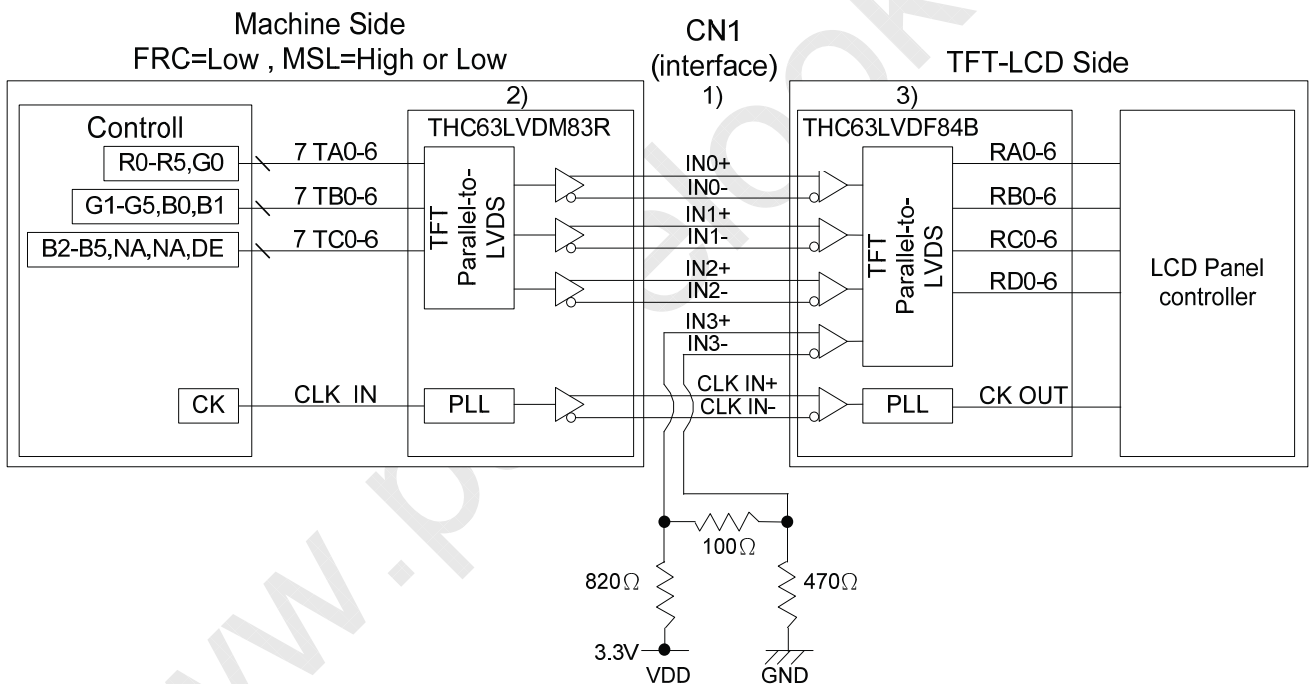 Machine Side
FRC=Low , MSL=High or Low
CN1
(interface)
1)
TFT-LCD Side
2)
3)
Controll
THC63LVDM83R
THC63LVDF84B
R0-R5,G0
7 TA0-6
G1-G5,B0,B1
7 TB0-6
B2-B5,NA,NA,DE
7 TC0-6
TFT
Parallel-to-
LVDS
IN0+
IN0-
IN1+
IN1-
IN2+
IN2-
IN3+
IN3-
TFT
Parallel-to-
LVDS
RA0-6
RB0-6
RC0-6
RD0-6
LCD Panel
controller
CK
CLK IN
PLL
CLK IN+
CLK IN-
PLL
CK OUT
100Ω
820Ω
470Ω
3.3V
VDD
GND